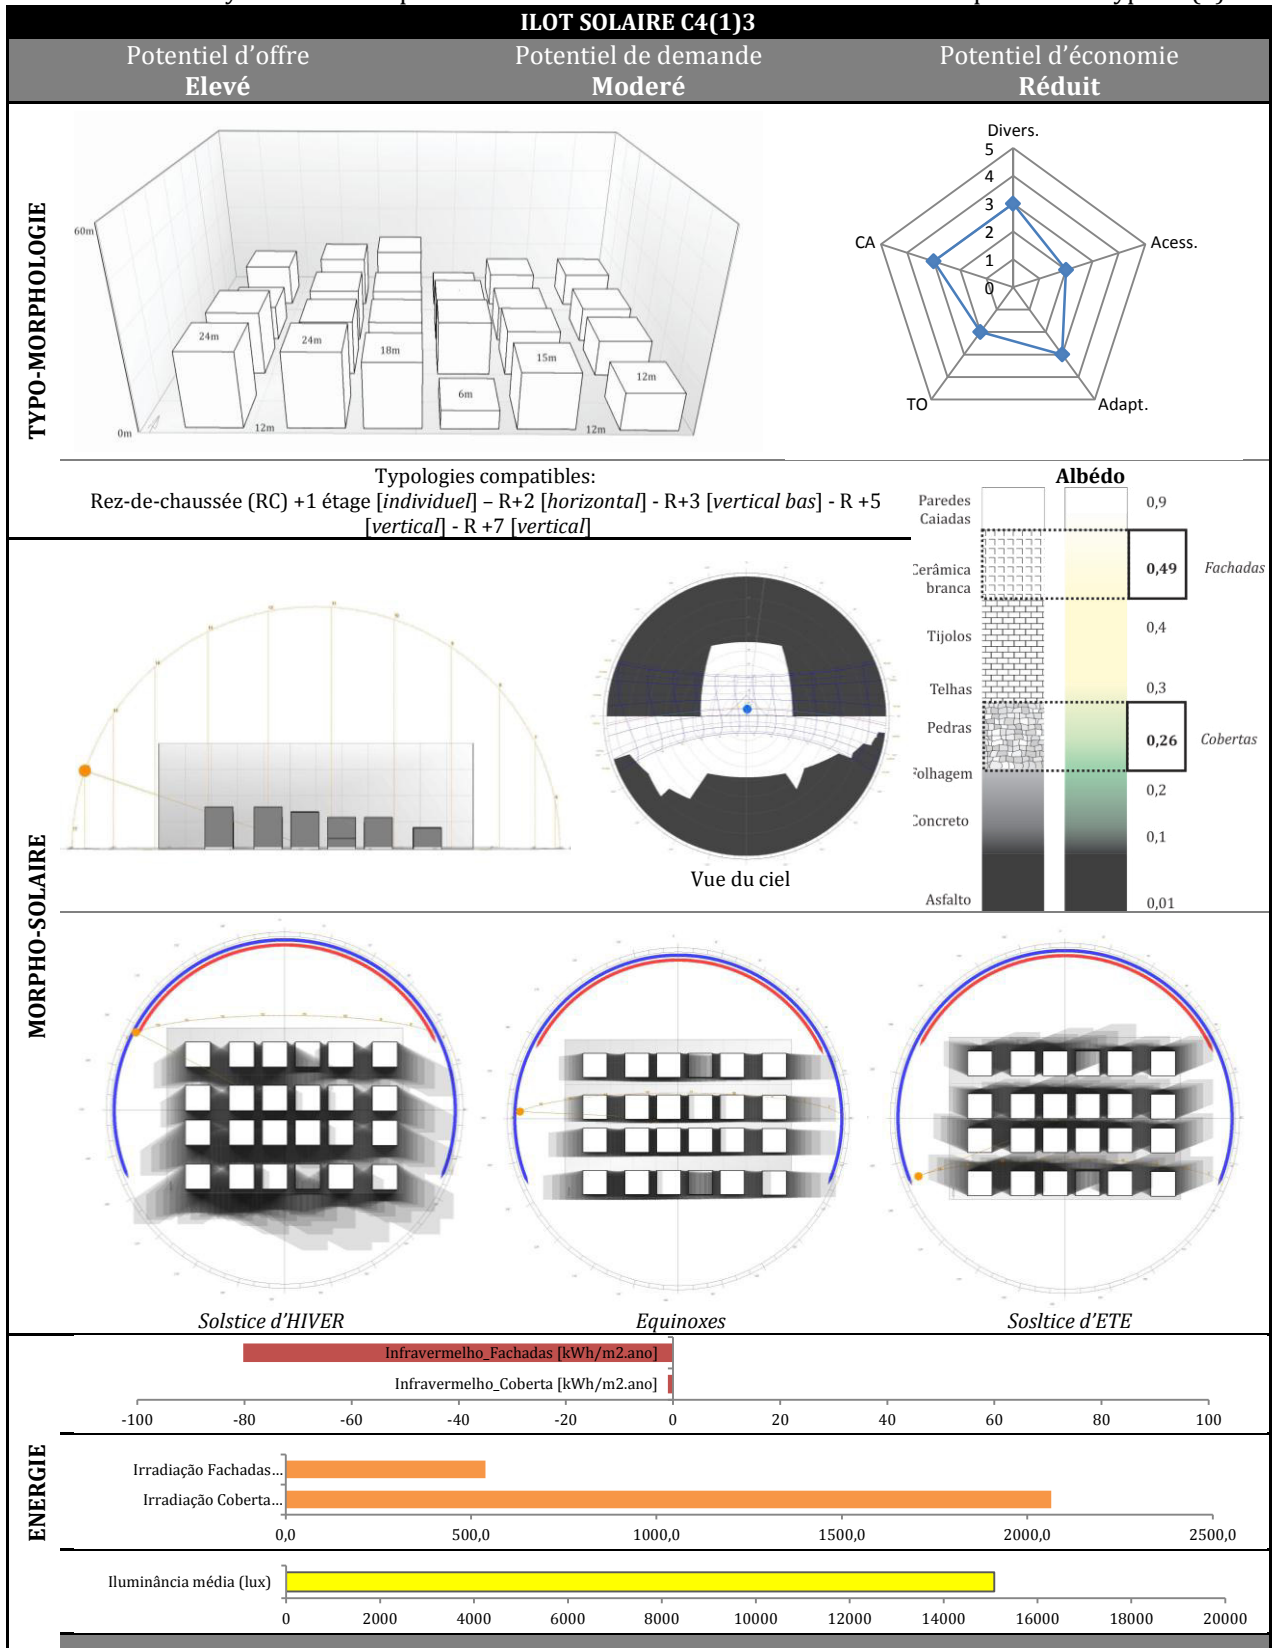 ILOT SOLAIRE C4(1)3
Potentiel d'offre
Elevé
Potentiel de demande
Moderé
Potentiel d'économie
Réduit
TYPO-MORPHOLOGIE
60m
0m
24m
24m
18m
6m
15m
12m
12m
12m
Divers.
5
4
3
2
1
0
CA
Acess.
TO
Adapt.
Typologies compatibles:
Rez-de-chaussée (RC) +1 étage [individuel] – R+2 [horizontal] - R+3 [vertical bas] - R +5
[vertical] - R +7 [vertical]
Albédo
Paredes
Caiadas
0,9
Cerâmica
branca
0,49
Fachadas
Tijolos
0,4
Telhas
0,3
Pedras
0,26
Cobertas
Folhagem
0,2
Concreto
0,1
Asfalto
0,01
MORPHO-SOLAIRE
Vue du ciel
Solstice d'HIVER
Equinoxes
Sosltice d'ETE
ENERGIE
Infravermelho_Fachadas [kWh/m2.ano]
Infravermelho_Coberta [kWh/m2.ano]
-100 -80 -60 -40 -20 0 20 40 60 80 100
Irradiação Fachadas...
Irradiação Coberta...
0,0 500,0 1000,0 1500,0 2000,0 2500,0
Iluminância média (lux)
0 2000 4000 6000 8000 10000 12000 14000 16000 18000 20000